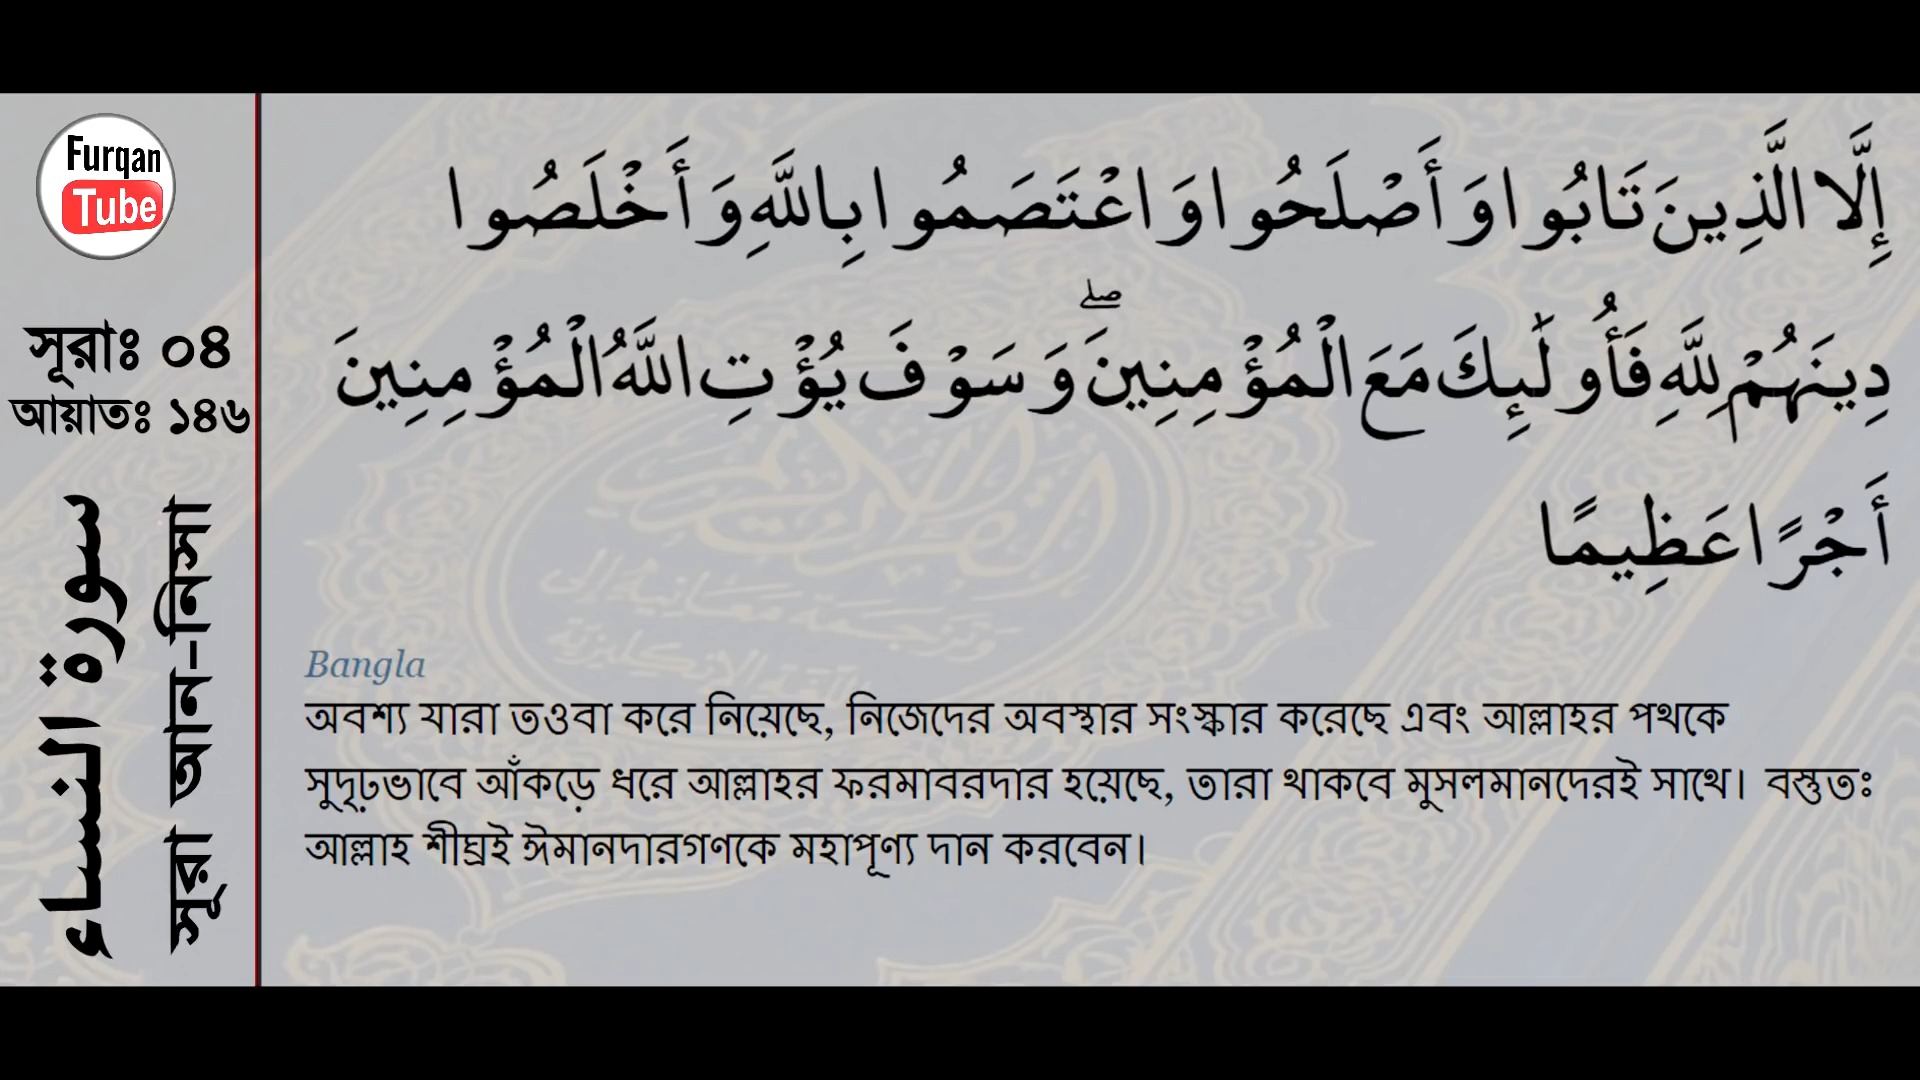 Furqan
Tube
সূরাঃ ০৪
আয়াতঃ ১৪৬
سورة النساء
সূরা আন-নিসা
إِلَّا الَّذِينَ تَابُوا وَأَصْلَحُوا وَاعْتَصَمُوا بِاللَّهِ وَأَخْلَصُوا
دِينَهُمْ لِلَّهِ فَأُولَٰئِكَ مَعَ الْمُؤْمِنِينَ ۖ وَسَوْفَ يُؤْتِ اللَّهُ الْمُؤْمِنِينَ
أَجْرًا عَظِيمًا
Bangla
অবশ্য যারা তওবা করে নিয়েছে, নিজেদের অবস্থার সংস্কার করেছে এবং আল্লাহর পথকে
সুদৃঢ়ভাবে আঁকড়ে ধরে আল্লাহর ফরমাবরদার হয়েছে, তারা থাকবে মুসলমানদেরই সাথে। বস্তুতঃ
আল্লাহ শীঘ্রই ঈমানদারগণকে মহাপূণ্য দান করবেন।